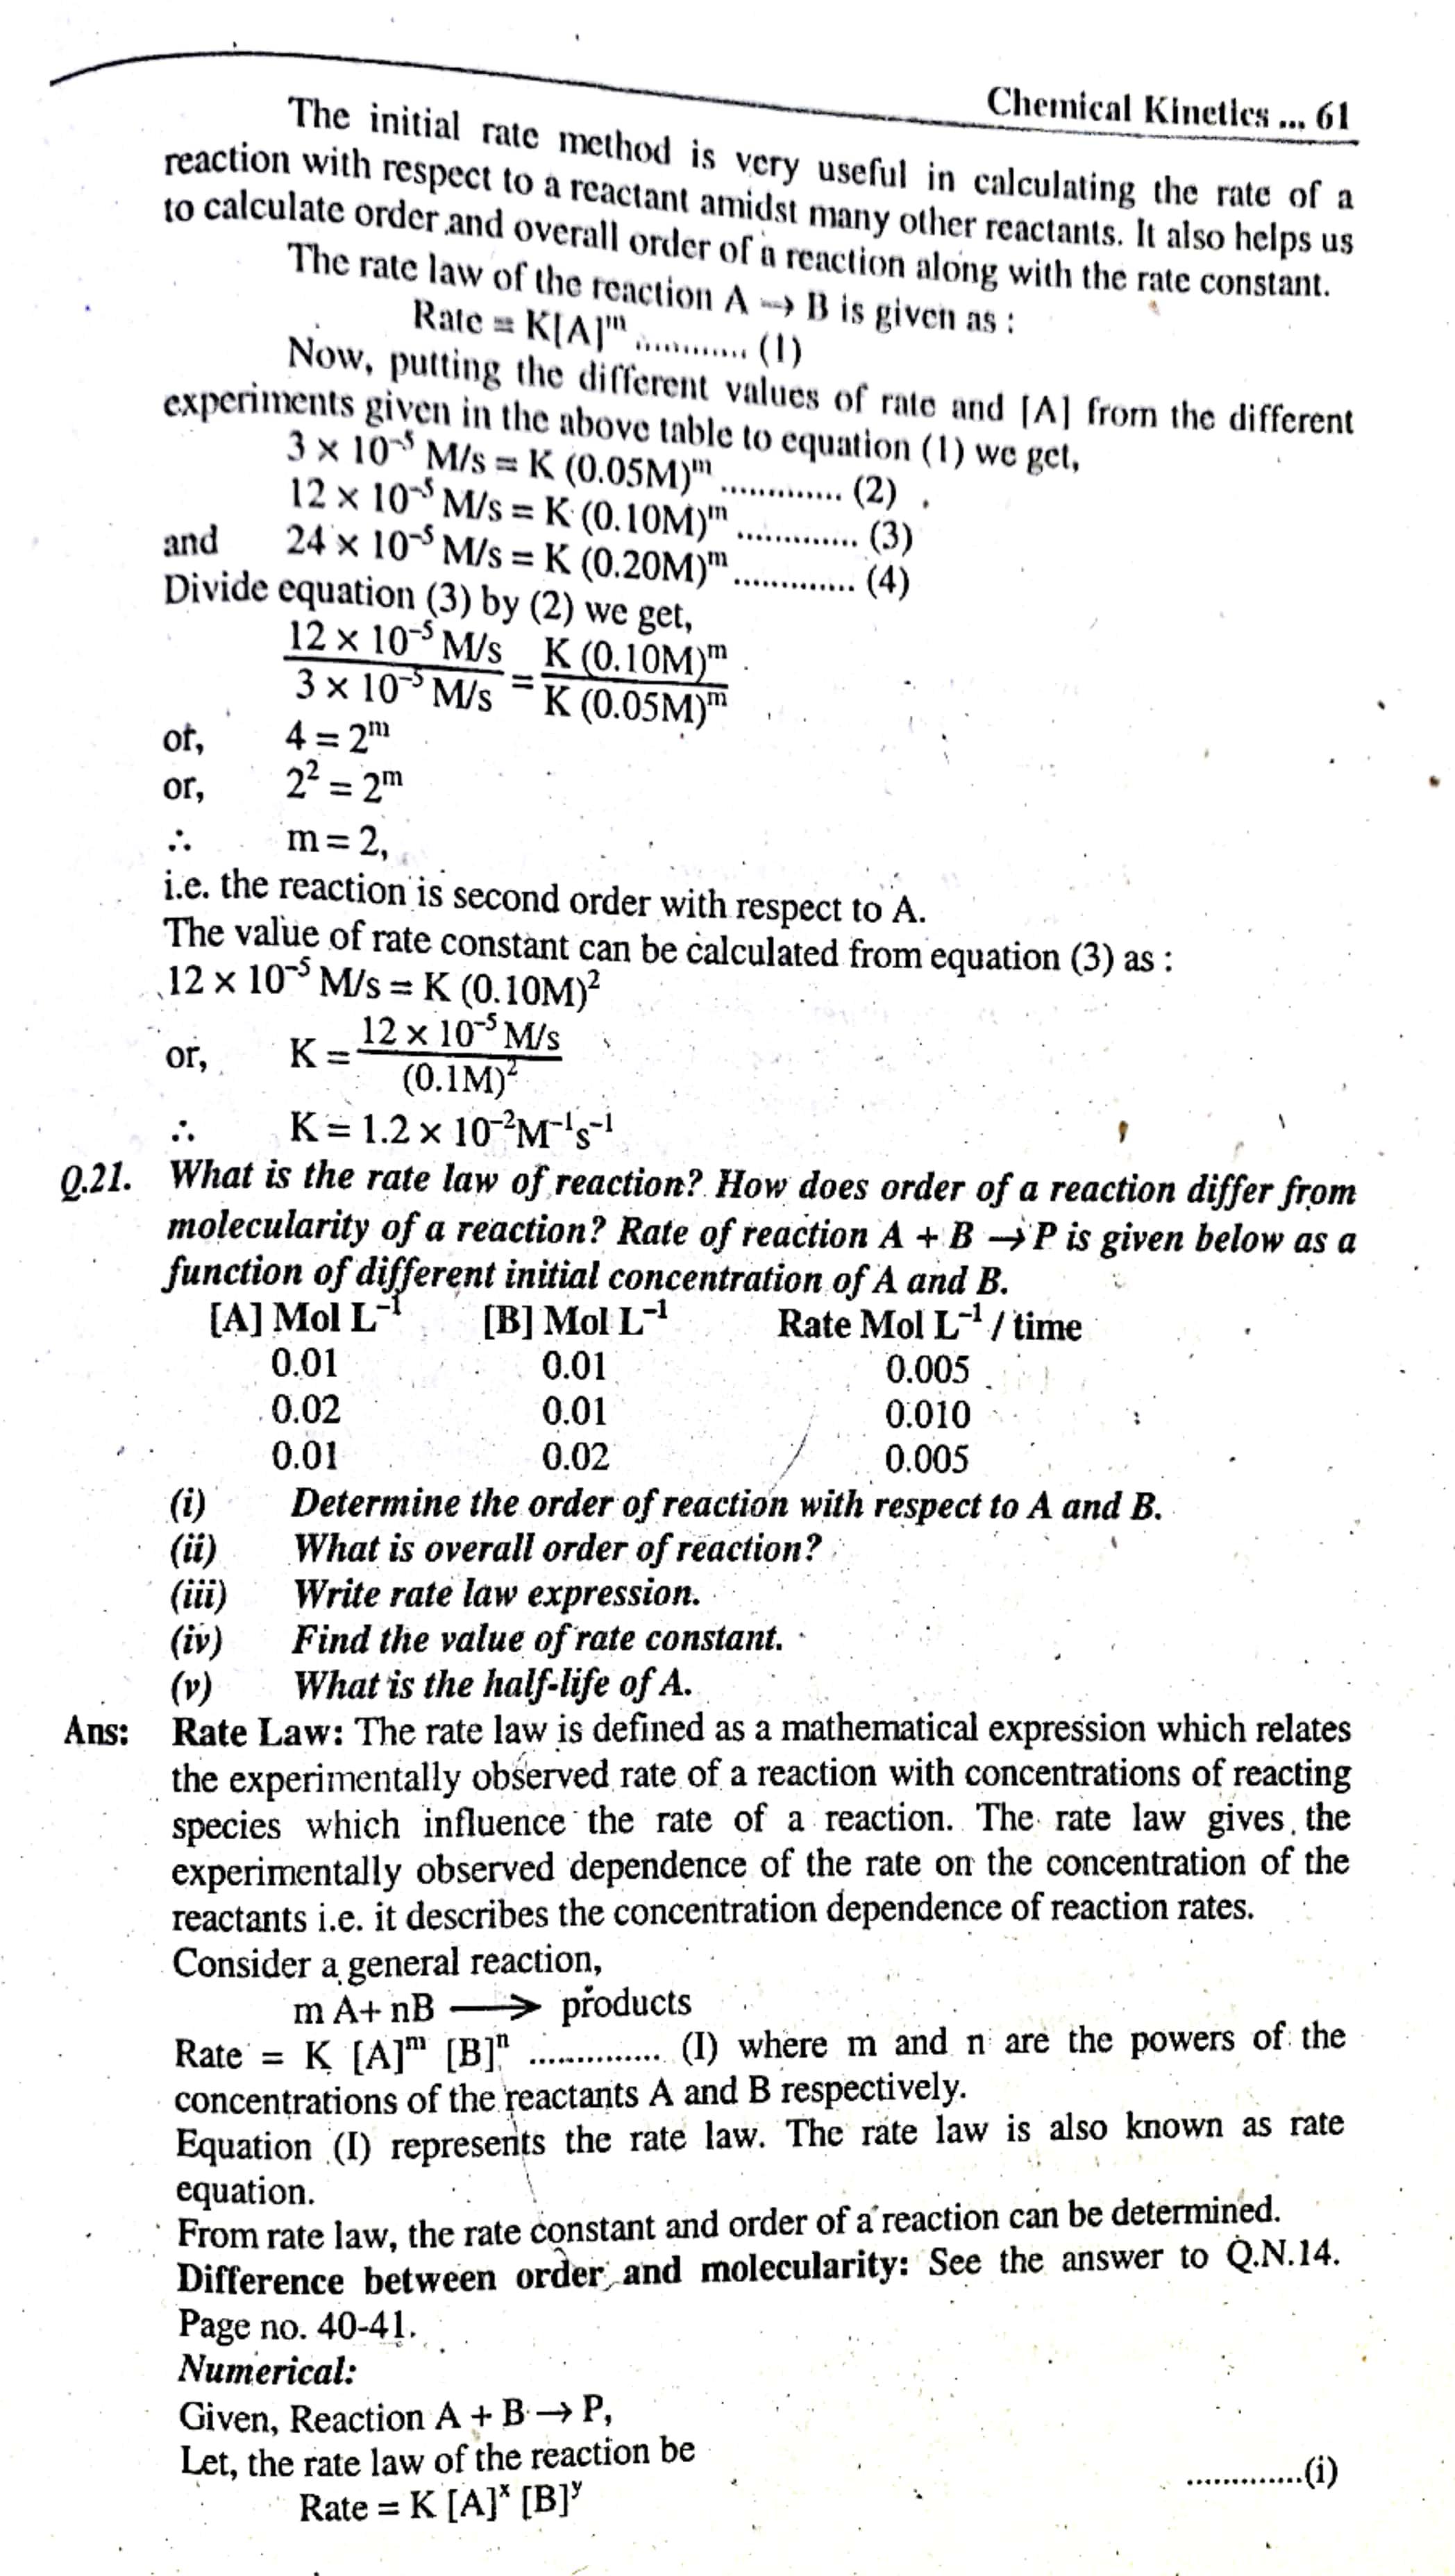 Chemical Kinetics ... 61
The initial rate method is very useful in calculating the rate of a
reaction with respect to a reactant amidst many other reactants. It also helps us
to calculate order and overall order of a reaction along with the rate constant.
The rate law of the reaction A → B is given as :
Rate = K[A]ᵐ ............ (1)
Now, putting the different values of rate and [A] from the different
experiments given in the above table to equation (1) we get,
3 × 10⁻⁵ M/s = K (0.05M)ᵐ ............. (2)
12 × 10⁻⁵ M/s = K (0.10M)ᵐ ............. (3)
and 24 × 10⁻⁵ M/s = K (0.20M)ᵐ ............. (4)
Divide equation (3) by (2) we get,
12 × 10⁻⁵ M/s / 3 × 10⁻⁵ M/s = K (0.10M)ᵐ / K (0.05M)ᵐ
or, 4 = 2ᵐ
or, 2² = 2ᵐ
∴ m = 2,
i.e. the reaction is second order with respect to A.
The value of rate constant can be calculated from equation (3) as :
12 × 10⁻⁵ M/s = K (0.10M)²
or, K = 12 × 10⁻⁵ M/s / (0.1M)²
∴ K = 1.2 × 10⁻²M⁻¹s⁻¹
Q.21. What is the rate law of reaction? How does order of a reaction differ from
molecularity of a reaction? Rate of reaction A + B → P is given below as a
function of different initial concentration of A and B.
[A] Mol L⁻¹ [B] Mol L⁻¹ Rate Mol L⁻¹ / time
0.01 0.01 0.005
0.02 0.01 0.010
0.01 0.02 0.005
(i) Determine the order of reaction with respect to A and B.
(ii) What is overall order of reaction?
(iii) Write rate law expression.
(iv) Find the value of rate constant.
(v) What is the half-life of A.
Ans: Rate Law: The rate law is defined as a mathematical expression which relates
the experimentally observed rate of a reaction with concentrations of reacting
species which influence the rate of a reaction. The rate law gives the
experimentally observed dependence of the rate on the concentration of the
reactants i.e. it describes the concentration dependence of reaction rates.
Consider a general reaction,
m A+ nB ⟶ products
Rate = K [A]ᵐ [B]ⁿ .............. (I) where m and n are the powers of the
concentrations of the reactants A and B respectively.
Equation (I) represents the rate law. The rate law is also known as rate
equation.
From rate law, the rate constant and order of a reaction can be determined.
Difference between order and molecularity: See the answer to Q.N.14.
Page no. 40-41.
Numerical:
Given, Reaction A + B → P,
Let, the rate law of the reaction be
Rate = K [A]ˣ [B]ʸ .............(i)